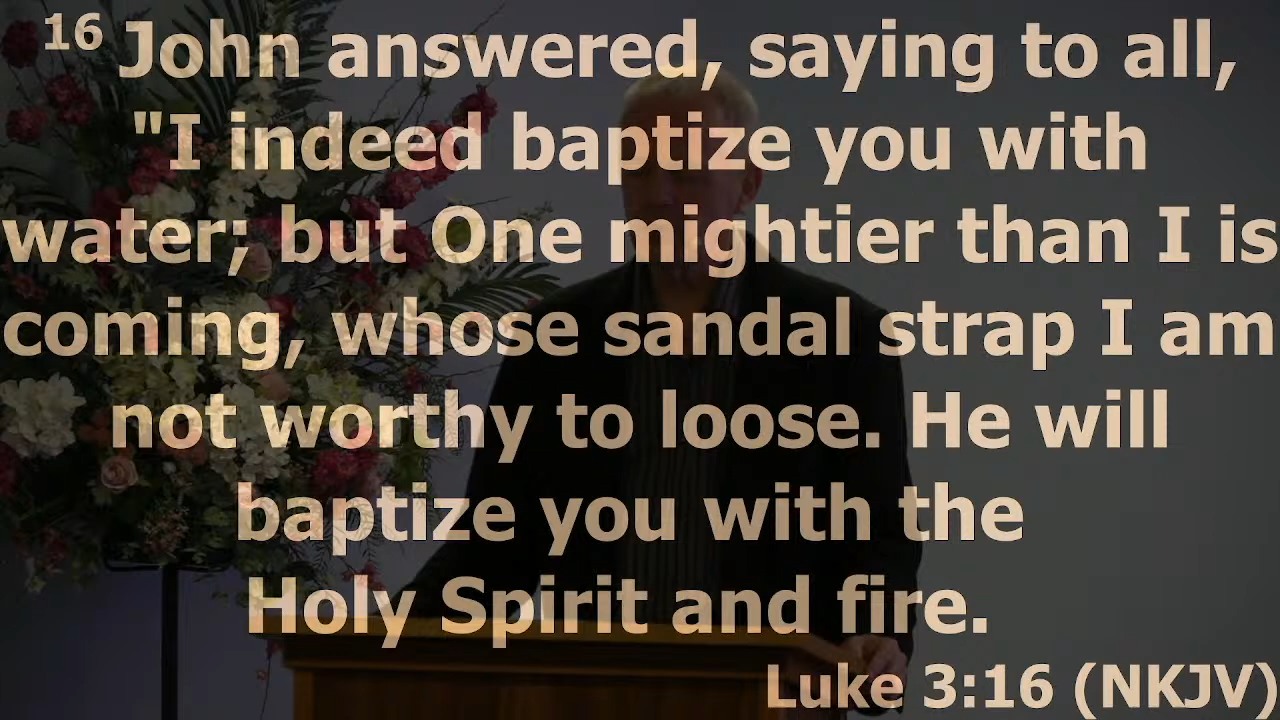 16 John answered, saying to all,
"I indeed baptize you with
water; but One mightier than I is
coming, whose sandal strap I am
not worthy to loose. He will
baptize you with the
Holy Spirit and fire.
Luke 3:16 (NKJV)